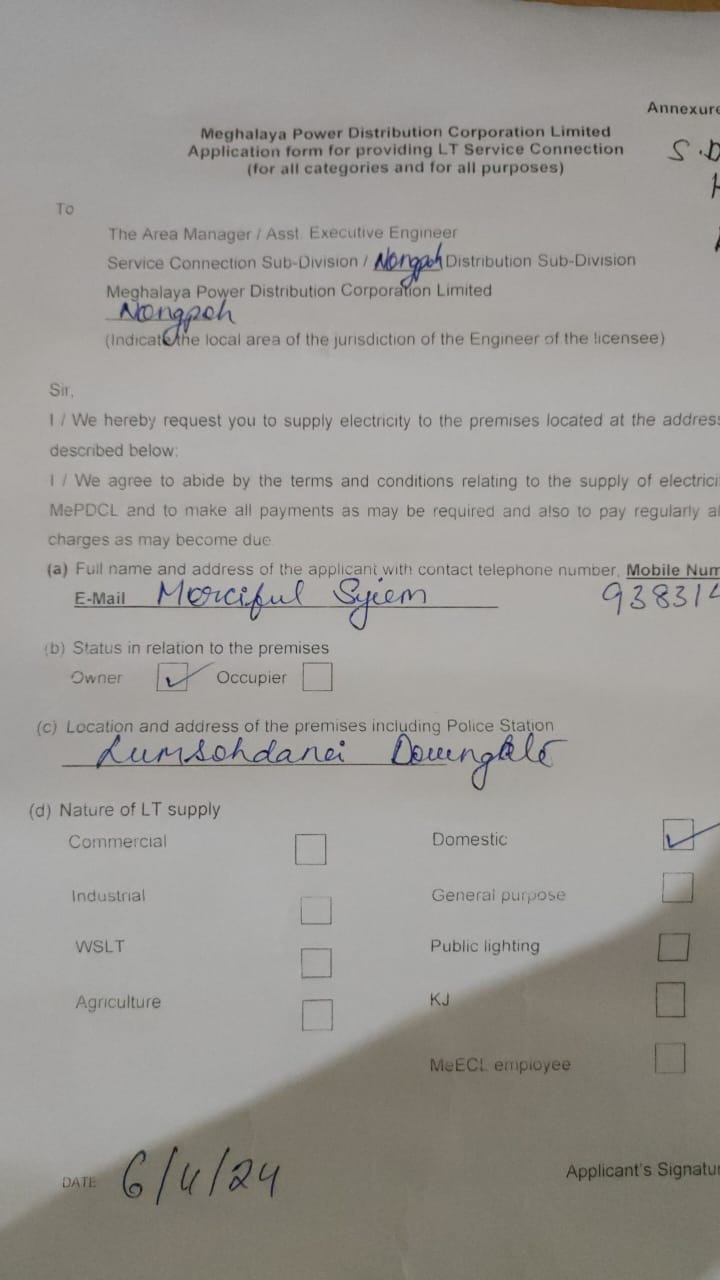 Annexure
Meghalaya Power Distribution Corporation Limited
Application form for providing LT Service Connection
(for all categories and for all purposes)
S.D
To
The Area Manager / Asst. Executive Engineer
Service Connection Sub-Division / Nongpoh Distribution Sub-Division
Meghalaya Power Distribution Corporation Limited
Nongpoh
(Indicate the local area of the jurisdiction of the Engineer of the licensee)
Sir,
I / We hereby request you to supply electricity to the premises located at the address
described below:
I / We agree to abide by the terms and conditions relating to the supply of electrici
MePDCL and to make all payments as may be required and also to pay regularly al
charges as may become due.
(a) Full name and address of the applicant with contact telephone number, Mobile Num
E-Mail Merciful Syiem 938314
(b) Status in relation to the premises
Owner ✓ Occupier
(c) Location and address of the premises including Police Station
Lumsohdanei
(d) Nature of LT supply
Commercial Domestic ✓
Industrial General purpose
WSLT Public lighting
Agriculture KJ
MeECL employee
DATE 6/4/24 Applicant's Signatur